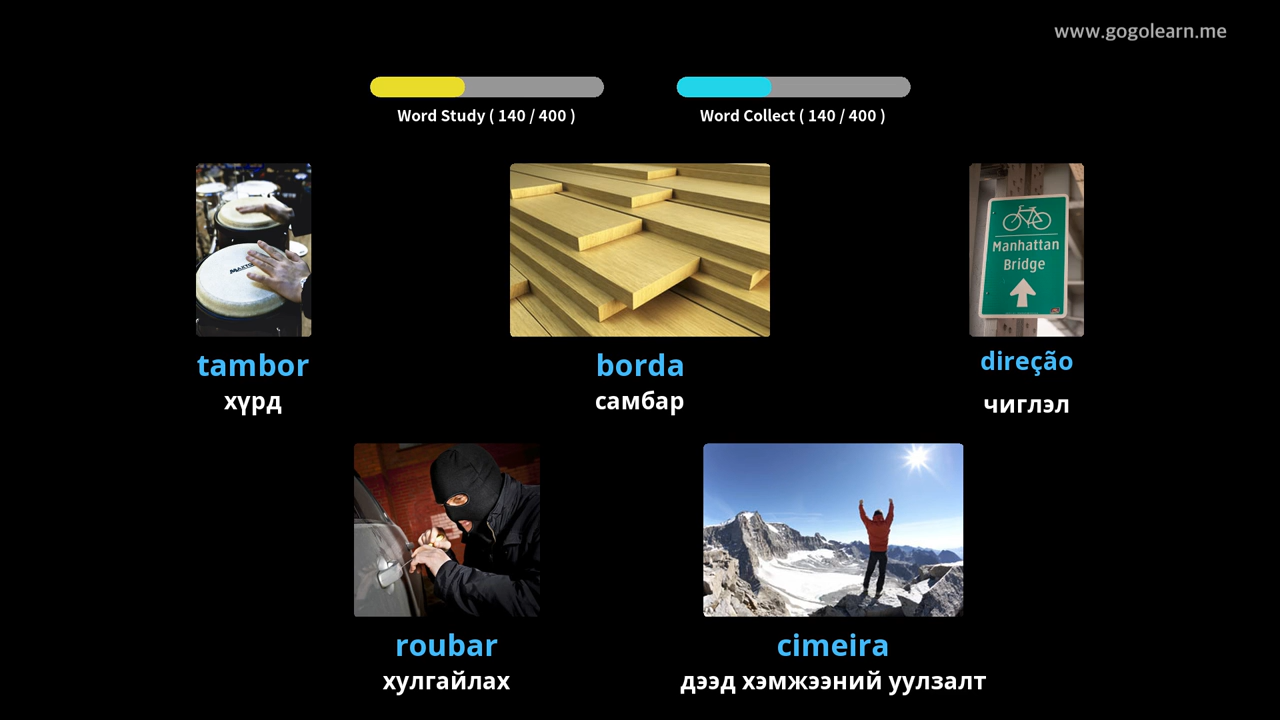 www.gogolearn.me
Word Study ( 140 / 400 )
Word Collect ( 140 / 400 )
Manhattan
Bridge
tambor
хүрд
borda
самбар
direção
чиглэл
roubar
хулгайлах
cimeira
дээд хэмжээний уулзалт